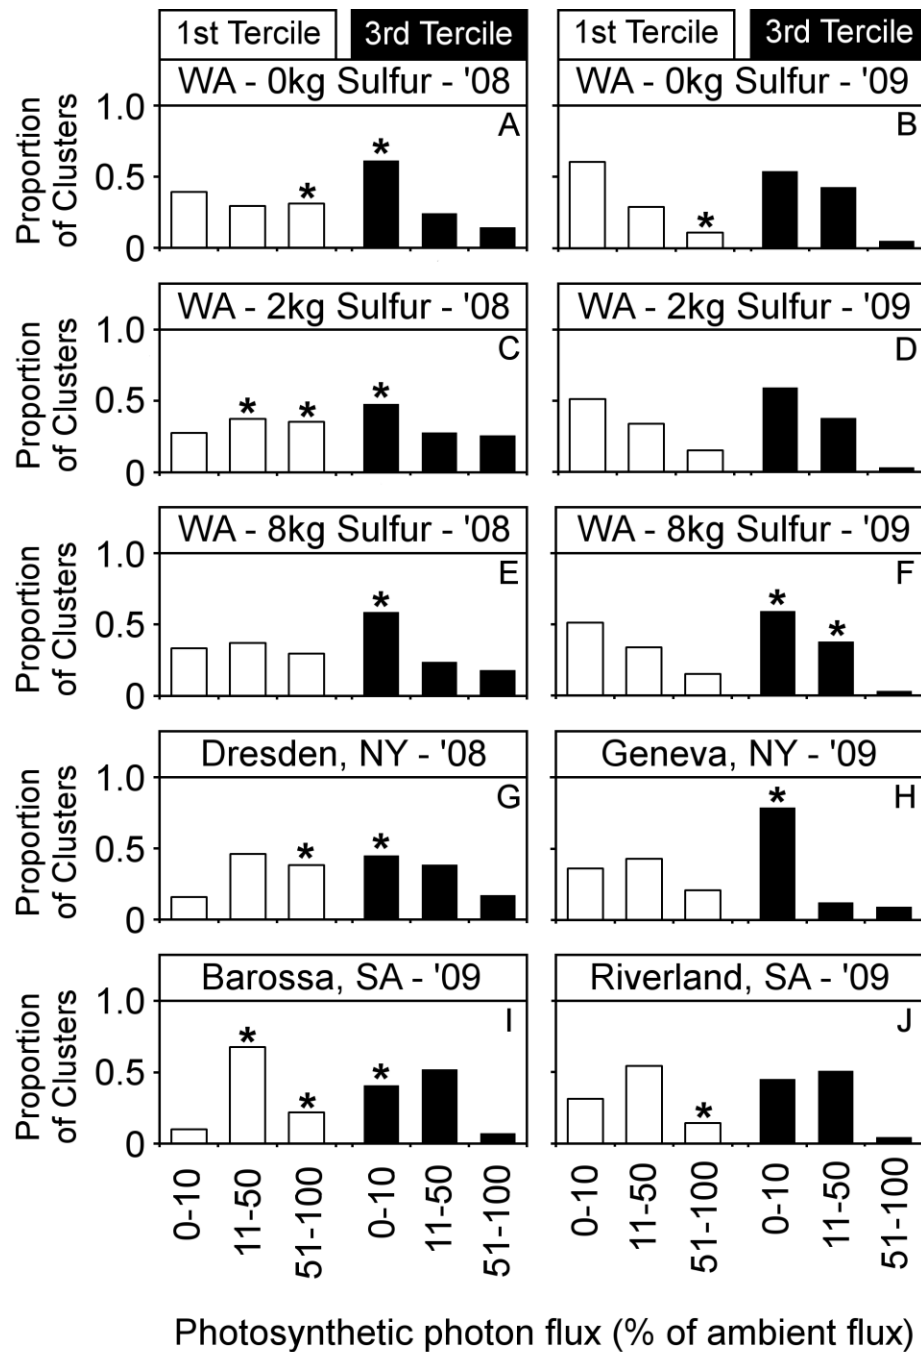 1st Tercile 3rd Tercile 1st Tercile 3rd Tercile
WA - 0kg Sulfur - '08 WA - 0kg Sulfur - '09
Proportion
of Clusters
1.0
0.5
0
A
*
*
B
*
WA - 2kg Sulfur - '08 WA - 2kg Sulfur - '09
Proportion
of Clusters
1.0
0.5
0
C
*
*
*
D
WA - 8kg Sulfur - '08 WA - 8kg Sulfur - '09
Proportion
of Clusters
1.0
0.5
0
E
*
F
*
*
Dresden, NY - '08 Geneva, NY - '09
Proportion
of Clusters
1.0
0.5
0
G
*
*
H
*
Barossa, SA - '09 Riverland, SA - '09
Proportion
of Clusters
1.0
0.5
0
I
*
*
*
J
*
0-10 11-50 51-100 0-10 11-50 51-100 0-10 11-50 51-100 0-10 11-50 51-100
Photosynthetic photon flux (% of ambient flux)